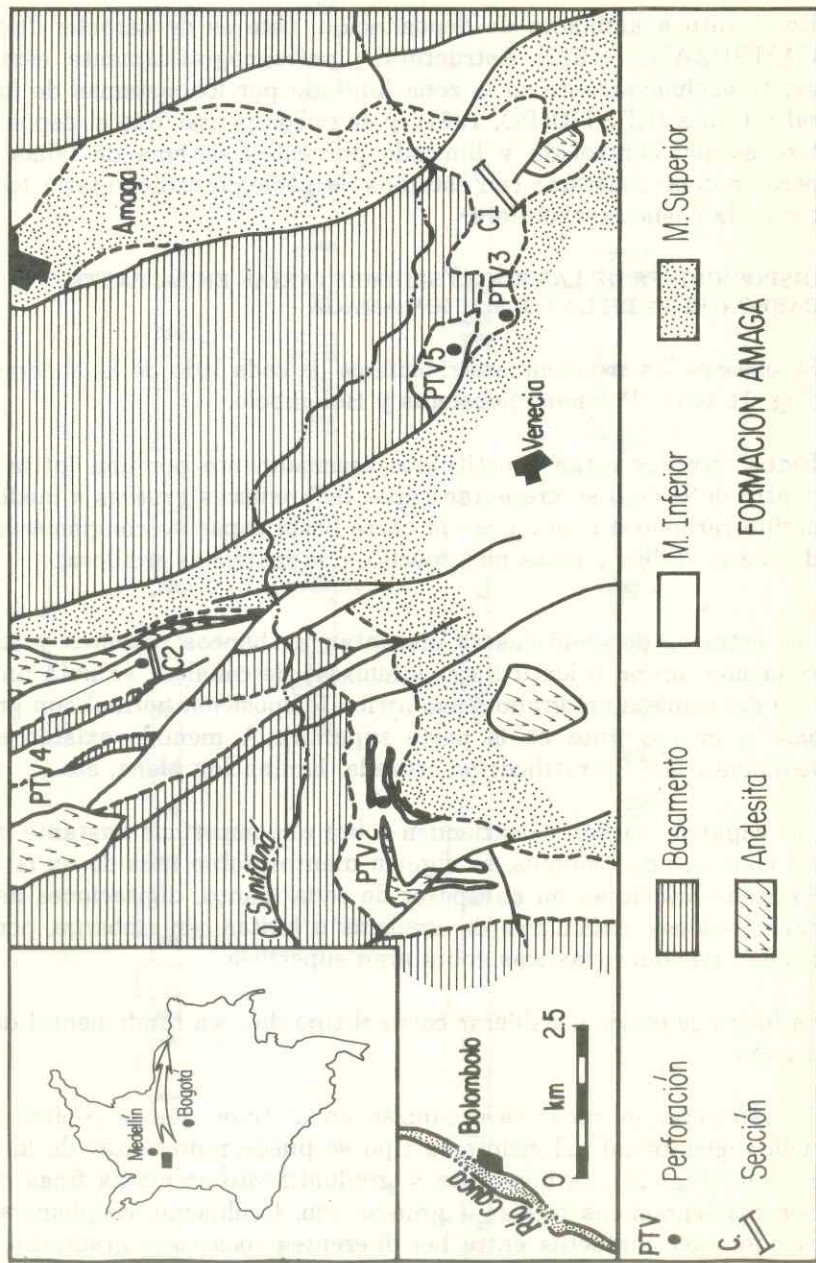 Medellín
Bogotá
PTV4
Amagá
C2
Q. Sinifaná
PTV2
PTV5
C1
PTV3
Venecia
Bolombolo
Río Cauca
km 2.5
PTV Perforación Basamento M. Inferior M. Superior
C. Sección Andesita FORMACION AMAGA